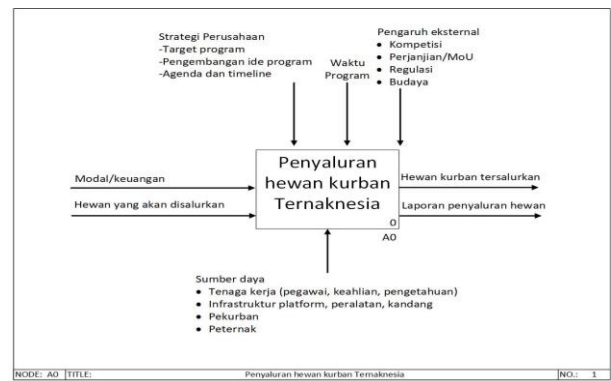 Strategi Perusahaan
-Target program
-Pengembangan ide program
-Agenda dan timeline
Waktu
Program
Pengaruh eksternal
• Kompetisi
• Perjanjian/MoU
• Regulasi
• Budaya
Modal/keuangan
Hewan yang akan disalurkan
Penyaluran
hewan kurban
Ternaknesia
0
A0
Hewan kurban tersalurkan
Laporan penyaluran hewan
Sumber daya
• Tenaga kerja (pegawai, keahlian, pengetahuan)
• Infrastruktur platform, peralatan, kandang
• Pekurban
• Peternak
NODE: A0 TITLE: Penyaluran hewan kurban Ternaknesia NO.: 1